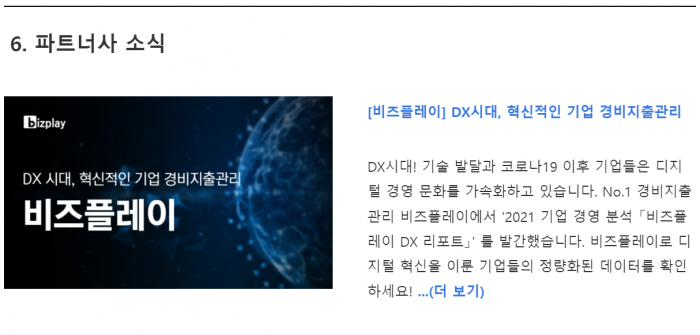 6. 파트너사 소식
bizplay
DX 시대, 혁신적인 기업 경비지출관리
비즈플레이
[비즈플레이] DX시대, 혁신적인 기업 경비지출관리
DX시대! 기술 발달과 코로나19 이후 기업들은 디지
털 경영 문화를 가속화하고 있습니다. No.1 경비지출
관리 비즈플레이에서 '2021 기업 경영 분석 「비즈플
레이 DX 리포트」' 를 발간했습니다. 비즈플레이로 디
지털 혁신을 이룬 기업들의 정량화된 데이터를 확인
하세요! ...(더 보기)